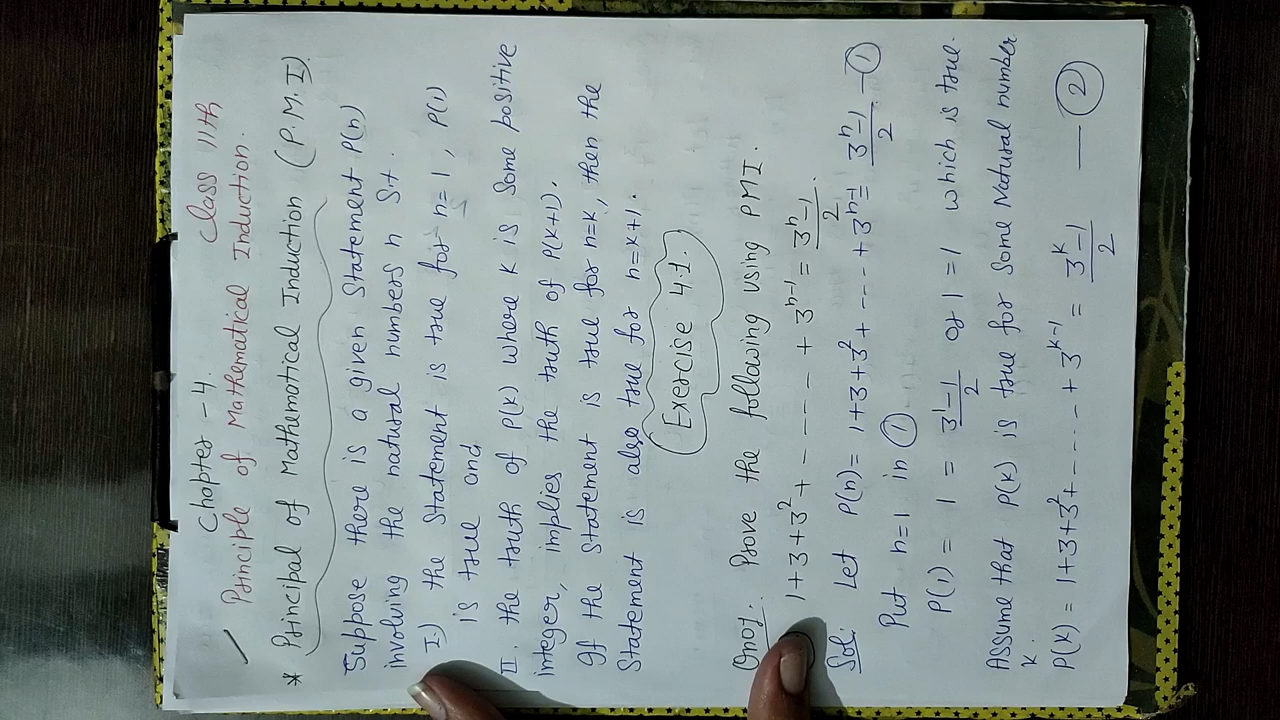 Chapter - 4. Class 11th
Principle of Mathematical Induction.
* Principal of Mathematical Induction (P.M.I)
Suppose there is a given Statement P(n)
involving the natural numbers n St.
I.) the Statement is true for n=1, P(1)
is true and
II. the truth of P(K) where K is Some positive
integer, implies the truth of P(K+1).
If the Statement is true for n=K, then the
Statement is also true for n=K+1.
(Exercise 4.1.)
Qno1. Prove the following using PMI.
1+3+3²+ ----- + 3ⁿ⁻¹ = 3ⁿ-1/2
Sol. Let P(n)= 1+3+3²+ ---- +3ⁿ⁻¹= 3ⁿ-1/2 —①
Put n=1 in ①
P(1) = 1 = 3¹-1/2 or 1=1 which is true.
Assume that P(K) is true for Some Natural number
K.
P(K) = 1+3+3²+ ---- +3ᴷ⁻¹ = 3ᴷ-1/2 —②